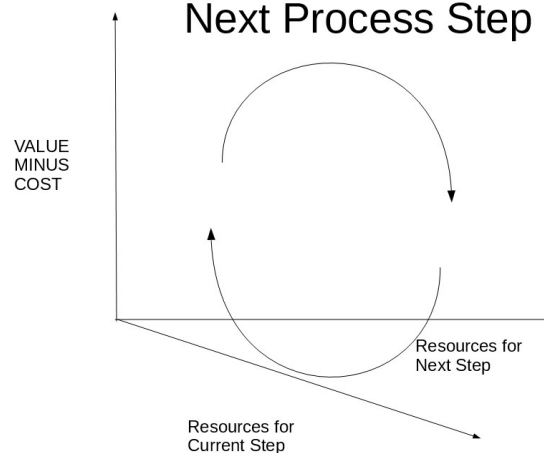 Next Process Step
VALUE
MINUS
COST
Resources for
Next Step
Resources for
Current Step